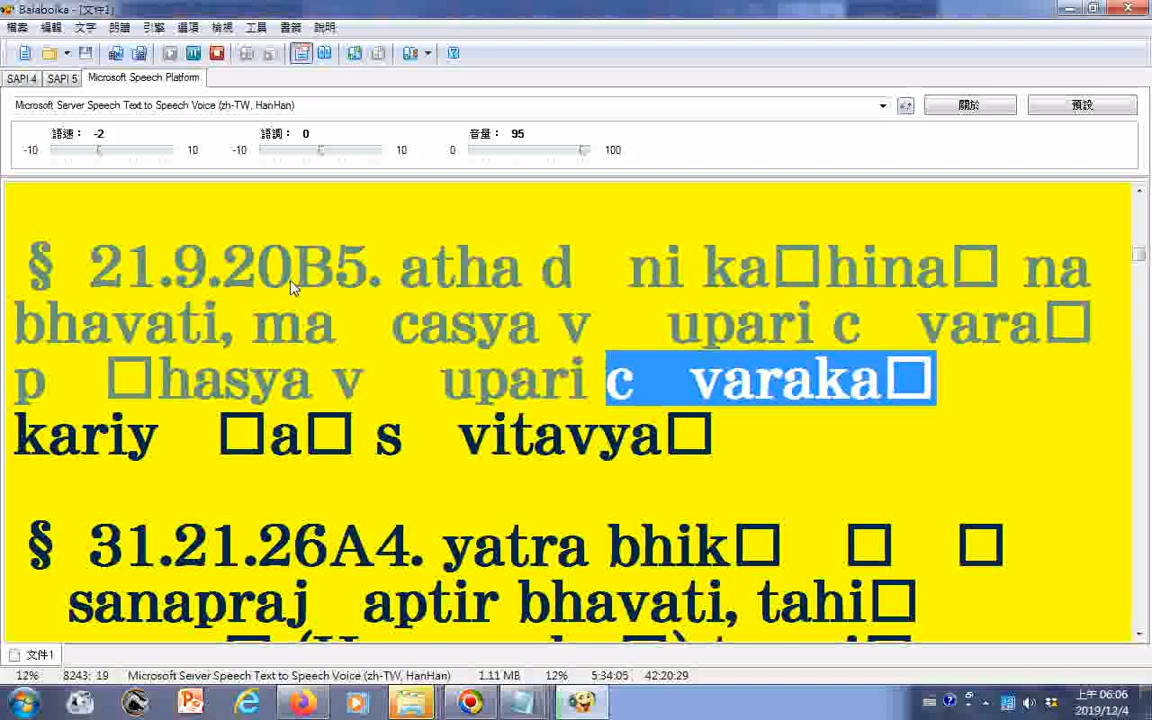 Balabolka - [文件1]
檔案 編輯 文字 朗讀 引擎 選項 檢視 工具 書籤 說明
SAPI 4 SAPI 5 Microsoft Speech Platform
Microsoft Server Speech Text to Speech Voice (zh-TW, HanHan) 關於 預設
語速： -2 語調： 0 音量： 95
-10 10 -10 10 0 100
§ 21.9.20B5. atha d ni ka□hina□ na
bhavati, ma casya v upari c vara□
p □hasya v upari c varaka□
kariy □a□ s vitavya□
§ 31.21.26A4. yatra bhik□ □ □
sanapraj aptir bhavati, tahi□
文件1
12% 8243: 19 Microsoft Server Speech Text to Speech Voice (zh-TW, HanHan) 1.11 MB 12% 5:34:05 42:20:29
上午 06:06
2019/12/4